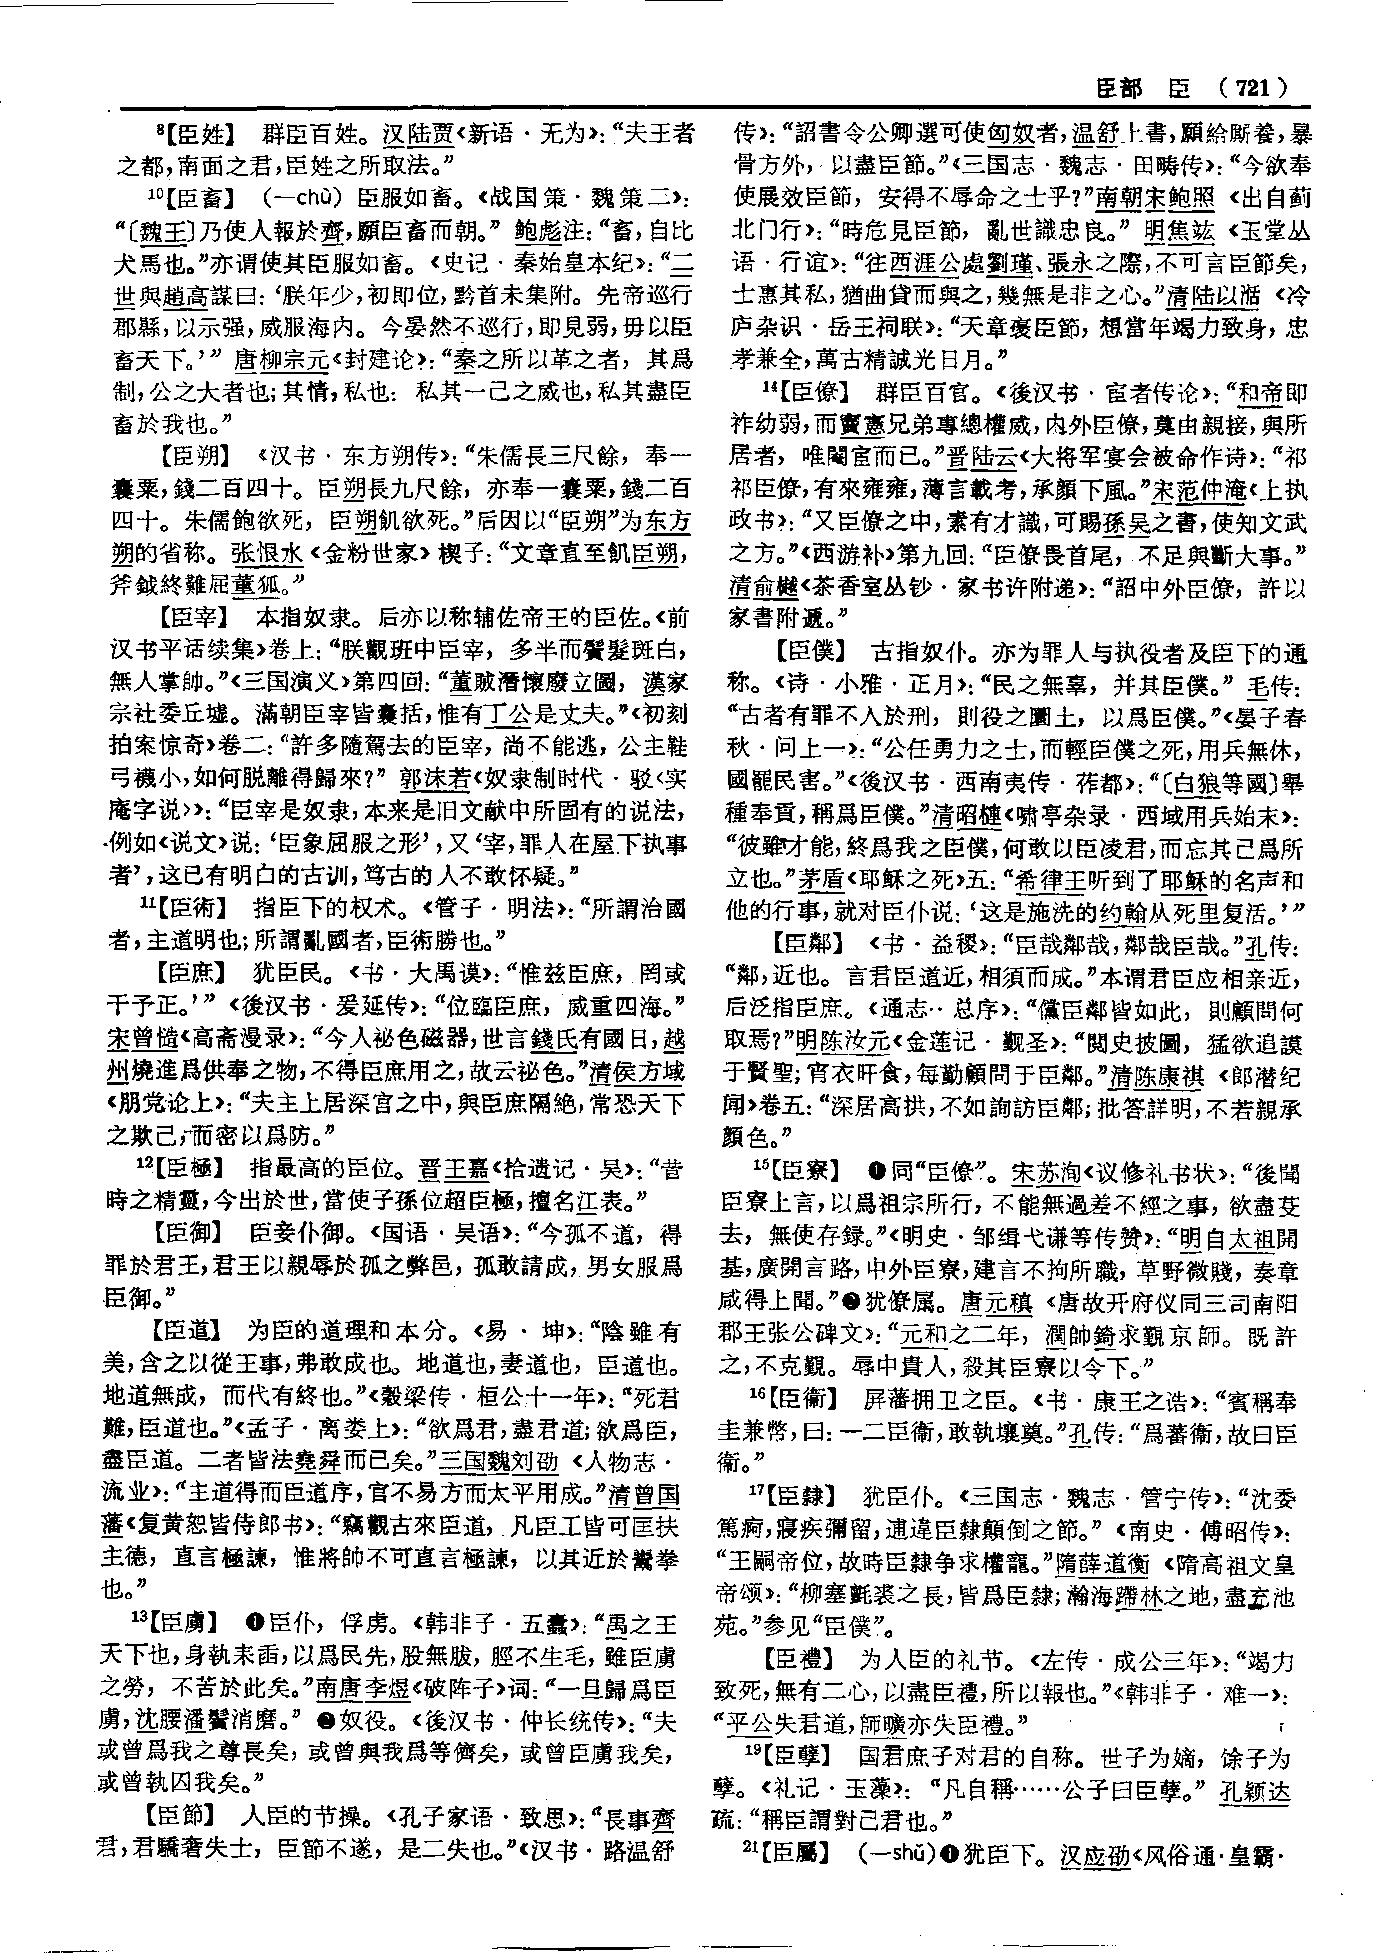 臣部　臣　（721）
⁸【臣姓】　群臣百姓。汉陆贾《新语·无为》：“夫王者
之都，南面之君，臣姓之所取法。”
¹⁰【臣畜】　（—chù）臣服如畜。《战国策·魏策二》：
“〔魏王〕乃使人報於齊，願臣畜而朝。”　鲍彪注：“畜，自比
犬馬也。”亦谓使其臣服如畜。《史记·秦始皇本纪》：“二
世與趙高謀曰：‘朕年少，初即位，黔首未集附。先帝巡行
郡縣，以示强，威服海内。今晏然不巡行，即見弱，毋以臣
畜天下。’”　唐柳宗元《封建论》：“秦之所以革之者，其爲
制，公之大者也；其情，私也：私其一己之威也，私其盡臣
畜於我也。”
【臣朔】　《汉书·东方朔传》：“朱儒長三尺餘，奉一
囊粟，錢二百四十。臣朔長九尺餘，亦奉一囊粟，錢二百
四十。朱儒飽欲死，臣朔飢欲死。”后因以“臣朔”为东方
朔的省称。张恨水《金粉世家》楔子：“文章直至飢臣朔，
斧鉞終難屈董狐。”
【臣宰】　本指奴隶。后亦以称辅佐帝王的臣佐。《前
汉书平话续集》卷上：“朕觀班中臣宰，多半而鬢髮斑白，
無人掌帥。”《三国演义》第四回：“董賊潛懷廢立圖，漢家
宗社委丘墟。滿朝臣宰皆囊括，惟有丁公是丈夫。”《初刻
拍案惊奇》卷二：“許多隨駕去的臣宰，尚不能逃，公主鞋
弓襪小，如何脱離得歸來？”　郭沫若《奴隶制时代·驳〈实
庵字说〉》：“臣宰是奴隶，本来是旧文献中所固有的说法，
例如《说文》说：‘臣象屈服之形’，又‘宰，罪人在屋下执事
者’，这已有明白的古训，笃古的人不敢怀疑。”
¹¹【臣術】　指臣下的权术。《管子·明法》：“所謂治國
者，主道明也；所謂亂國者，臣術勝也。”
【臣庶】　犹臣民。《书·大禹谟》：“惟兹臣庶，罔或
干予正。’”《後汉书·爰延传》：“位臨臣庶，威重四海。”
宋曾慥《高斋漫录》：“今人祕色磁器，世言錢氏有國日，越
州燒進爲供奉之物，不得臣庶用之，故云祕色。”清侯方域
《朋党论上》：“夫主上居深宫之中，與臣庶隔絶，常恐天下
之欺己，而密以爲防。”
¹²【臣極】　指最高的臣位。晋王嘉《拾遗记·吴》：“昔
時之精靈，今出於世，當使子孫位超臣極，擅名江表。”
【臣御】　臣妾仆御。《国语·吴语》：“今孤不道，得
罪於君王，君王以親辱於孤之弊邑，孤敢請成，男女服爲
臣御。”
【臣道】　为臣的道理和本分。《易·坤》：“陰雖有
美，含之以從王事，弗敢成也。地道也，妻道也，臣道也。
地道無成，而代有終也。”《穀梁传·桓公十一年》：“死君
難，臣道也。”《孟子·离娄上》：“欲爲君，盡君道；欲爲臣，
盡臣道。二者皆法堯舜而已矣。”三国魏刘劭《人物志·
流业》：“主道得而臣道序，官不易方而太平用成。”清曾国
藩《复黄恕皆侍郎书》：“竊觀古來臣道，凡臣工皆可匡扶
主德，直言極諫，惟將帥不可直言極諫，以其近於鬻拳
也。”
¹³【臣虜】　❶臣仆，俘虏。《韩非子·五蠹》：“禹之王
天下也，身執耒臿，以爲民先，股無胈，脛不生毛，雖臣虜
之勞，不苦於此矣。”南唐李煜《破阵子》词：“一旦歸爲臣
虜，沈腰潘鬢消磨。”　❷奴役。《後汉书·仲长统传》：“夫
或曾爲我之尊長矣，或曾與我爲等儕矣，或曾臣虜我矣，
或曾執囚我矣。”
【臣節】　人臣的节操。《孔子家语·致思》：“長事齊
君，君驕奢失士，臣節不遂，是二失也。”《汉书·路温舒
传》：“詔書令公卿選可使匈奴者，温舒上書，願給厮養，暴
骨方外，以盡臣節。”《三国志·魏志·田畴传》：“今欲奉
使展效臣節，安得不辱命之士乎？”南朝宋鲍照《出自蓟
北门行》：“時危見臣節，亂世識忠良。”　明焦竑《玉堂丛
语·行谊》：“往西涯公處劉瑾、張永之際，不可言臣節矣，
士惠其私，猶曲貸而與之，幾無是非之心。”清陆以湉《冷
庐杂识·岳王祠联》：“天章褒臣節，想當年竭力致身，忠
孝兼全，萬古精誠光日月。”
¹⁴【臣僚】　群臣百官。《後汉书·宦者传论》：“和帝即
祚幼弱，而竇憲兄弟專總權威，内外臣僚，莫由親接，與所
居者，唯閹宦而已。”晋陆云《大将军宴会被命作诗》：“祁
祁臣僚，有來雍雍，薄言載考，承顔下風。”宋范仲淹《上执
政书》：“又臣僚之中，素有才識，可賜孫吴之書，使知文武
之方。”《西游补》第九回：“臣僚畏首尾，不足與斷大事。”
清俞樾《茶香室丛钞·家书许附递》：“詔中外臣僚，許以
家書附遞。”
【臣僕】　古指奴仆。亦为罪人与执役者及臣下的通
称。《诗·小雅·正月》：“民之無辜，并其臣僕。”　毛传：
“古者有罪不入於刑，則役之圜土，以爲臣僕。”《晏子春
秋·问上一》：“公任勇力之士，而輕臣僕之死，用兵無休，
國罷民害。”《後汉书·西南夷传·莋都》：“〔白狼等國〕舉
種奉貢，稱爲臣僕。”清昭槤《啸亭杂录·西域用兵始末》：
“彼雖才能，終爲我之臣僕，何敢以臣凌君，而忘其己爲所
立也。”茅盾《耶稣之死》五：“希律王听到了耶稣的名声和
他的行事，就对臣仆说：‘这是施洗的约翰从死里复活。’”
【臣鄰】　《书·益稷》：“臣哉鄰哉，鄰哉臣哉。”孔传：
“鄰，近也。言君臣道近，相須而成。”本谓君臣应相亲近，
后泛指臣庶。《通志·总序》：“儻臣鄰皆如此，則顧問何
取焉？”明陈汝元《金莲记·觐圣》：“閲史披圖，猛欲追謨
于賢聖；宵衣旰食，每勤顧問于臣鄰。”清陈康祺《郎潜纪
闻》卷五：“深居高拱，不如詢訪臣鄰；批答詳明，不若親承
顔色。”
¹⁵【臣寮】　❶同“臣僚”。宋苏洵《议修礼书状》：“後聞
臣寮上言，以爲祖宗所行，不能無過差不經之事，欲盡芟
去，無使存録。”《明史·邹缉弋谦等传赞》：“明自太祖開
基，廣開言路，中外臣寮，建言不拘所職，草野微賤，奏章
咸得上聞。”❷犹僚属。唐元稹《唐故开府仪同三司南阳
郡王张公碑文》：“元和之二年，潤帥錡求覲京師。既許
之，不克覲。辱中貴人，殺其臣寮以令下。”
¹⁶【臣衞】　屏藩拥卫之臣。《书·康王之诰》：“賓稱奉
圭兼幣，曰：一二臣衞，敢執壤奠。”孔传：“爲蕃衞，故曰臣
衞。”
¹⁷【臣隸】　犹臣仆。《三国志·魏志·管宁传》：“沈委
篤痾，寢疾彌留，逋違臣隸顛倒之節。”《南史·傅昭传》：
“王嗣帝位，故時臣隸争求權寵。”隋薛道衡《隋高祖文皇
帝颂》：“柳塞氈裘之長，皆爲臣隸；瀚海蹛林之地，盡充池
苑。”参见“臣僕”。
【臣禮】　为人臣的礼节。《左传·成公三年》：“竭力
致死，無有二心，以盡臣禮，所以報也。”《韩非子·难一》：
“平公失君道，師曠亦失臣禮。”
¹⁹【臣孽】　国君庶子对君的自称。世子为嫡，馀子为
孽。《礼记·玉藻》：“凡自稱……公子曰臣孽。”　孔颖达
疏：“稱臣謂對己君也。”
²¹【臣屬】　（—shǔ）❶犹臣下。汉应劭《风俗通·皇霸·